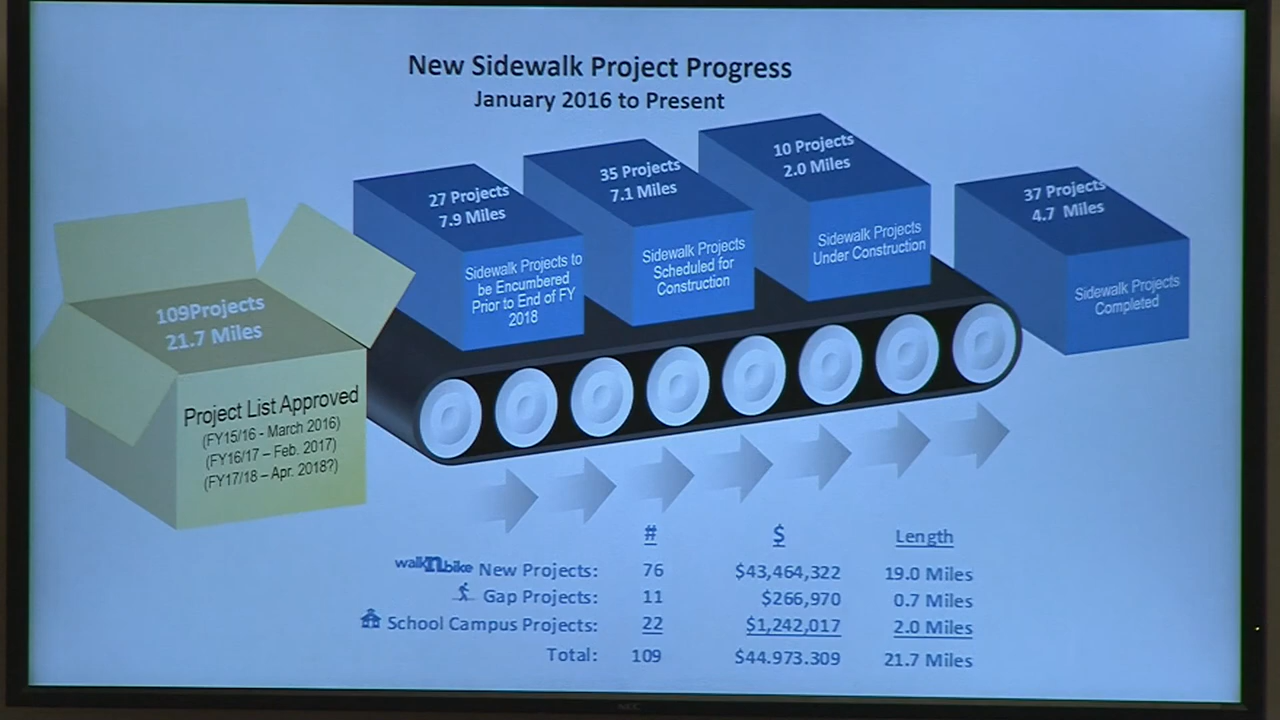 New Sidewalk Project Progress
January 2016 to Present
109Projects
21.7 Miles
Project List Approved
(FY15/16 - March 2016)
(FY16/17 – Feb. 2017)
(FY17/18 – Apr. 2018?)
27 Projects
7.9 Miles
Sidewalk Projects to
be Encumbered
Prior to End of FY
2018
35 Projects
7.1 Miles
Sidewalk Projects
Scheduled for
Construction
10 Projects
2.0 Miles
Sidewalk Projects
Under Construction
37 Projects
4.7 Miles
Sidewalk Projects
Completed
# $ Length
walknbike New Projects: 76 $43,464,322 19.0 Miles
Gap Projects: 11 $266,970 0.7 Miles
School Campus Projects: 22 $1,242,017 2.0 Miles
Total: 109 $44.973.309 21.7 Miles
NEC